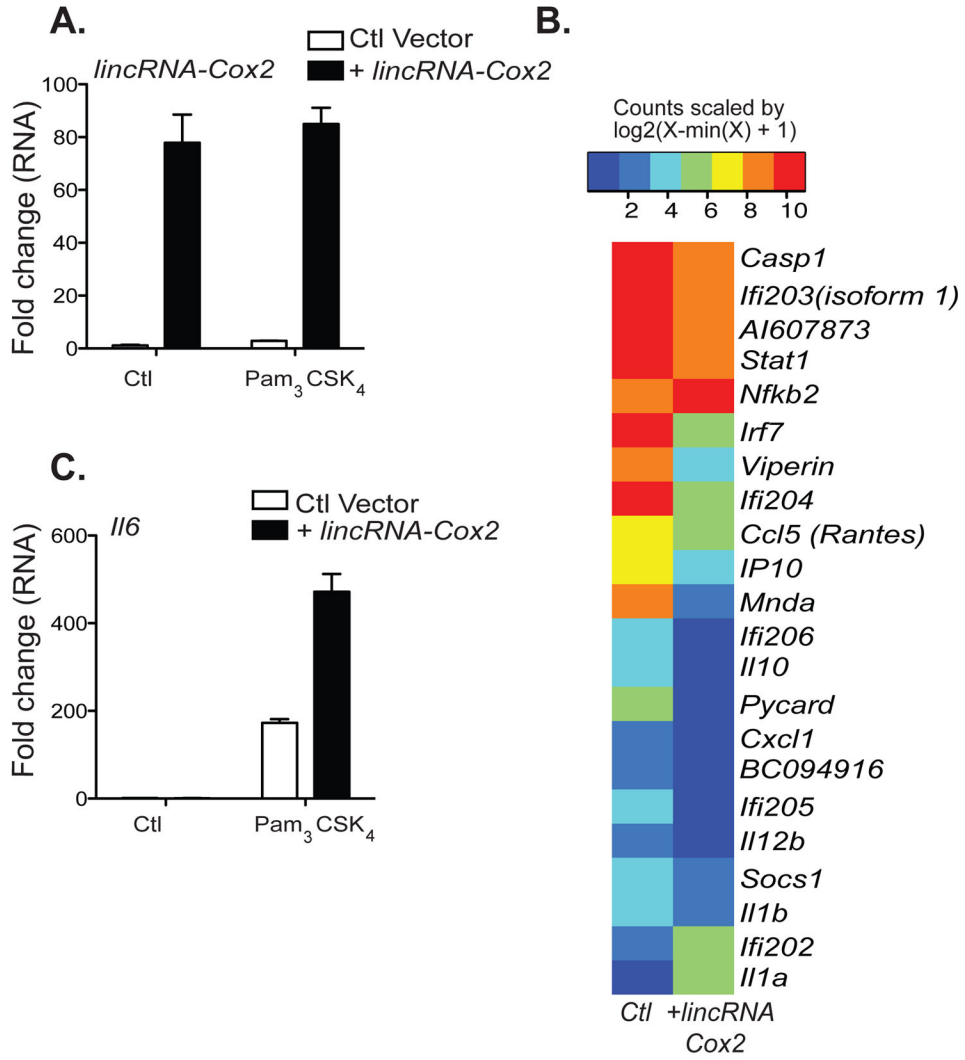 A.
Ctl Vector
+ lincRNA-Cox2
lincRNA-Cox2
Fold change (RNA)
100
80
60
40
20
0
Ctl
Pam3CSK4
B.
Counts scaled by
log2(X-min(X) + 1)
2 4 6 8 10
Casp1
Ifi203(isoform 1)
AI607873
Stat1
Nfkb2
Irf7
Viperin
Ifi204
Ccl5 (Rantes)
IP10
Mnda
Ifi206
Il10
Pycard
Cxcl1
BC094916
Ifi205
Il12b
Socs1
Il1b
Ifi202
Il1a
Ctl +lincRNA
Cox2
C.
Ctl Vector
+ lincRNA-Cox2
Il6
Fold change (RNA)
600
400
200
0
Ctl
Pam3CSK4